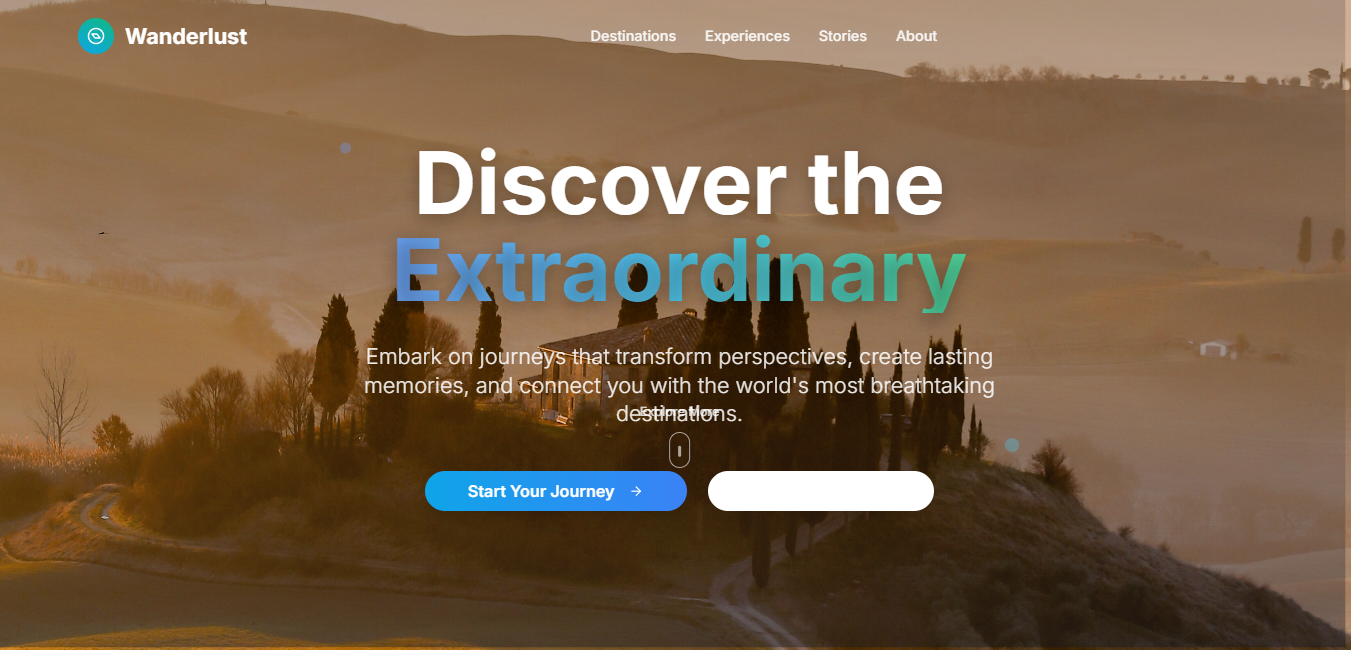 Wanderlust
Destinations Experiences Stories About
Discover the
Extraordinary
Embark on journeys that transform perspectives, create lasting
memories, and connect you with the world's most breathtaking
destinations.
Explore More
Start Your Journey